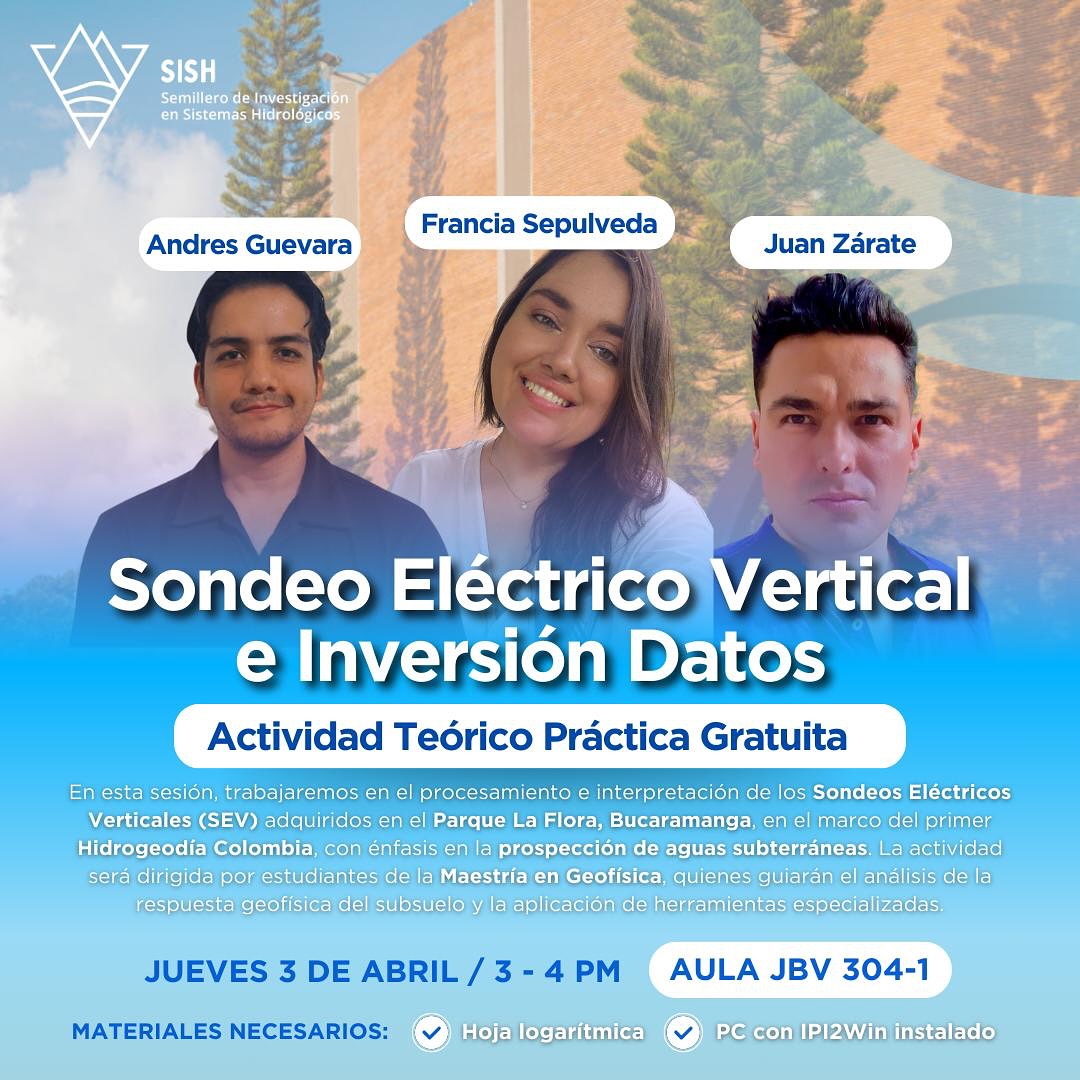 SISH
Semillero de Investigación
en Sistemas Hidrológicos
Andres Guevara
Francia Sepulveda
Juan Zárate
Sondeo Eléctrico Vertical
e Inversión Datos
Actividad Teórico Práctica Gratuita
En esta sesión, trabajaremos en el procesamiento e interpretación de los Sondeos Eléctricos
Verticales (SEV) adquiridos en el Parque La Flora, Bucaramanga, en el marco del primer
Hidrogeodía Colombia, con énfasis en la prospección de aguas subterráneas. La actividad
será dirigida por estudiantes de la Maestría en Geofísica, quienes guiarán el análisis de la
respuesta geofísica del subsuelo y la aplicación de herramientas especializadas.
JUEVES 3 DE ABRIL / 3 - 4 PM
AULA JBV 304-1
MATERIALES NECESARIOS: Hoja logarítmica PC con IPI2Win instalado